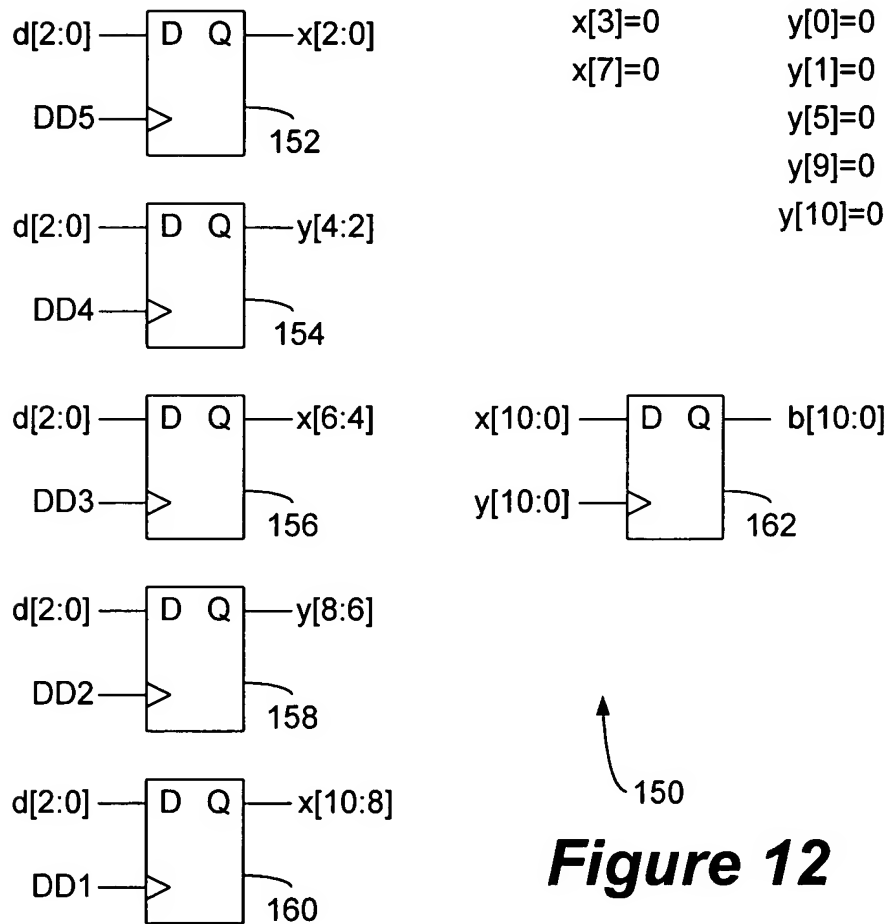 d[2:0] D Q x[2:0]
DD5
152
x[3]=0 y[0]=0
x[7]=0 y[1]=0
y[5]=0
y[9]=0
y[10]=0
d[2:0] D Q y[4:2]
DD4
154
d[2:0] D Q x[6:4]
DD3
156
x[10:0] D Q b[10:0]
y[10:0]
162
d[2:0] D Q y[8:6]
DD2
158
d[2:0] D Q x[10:8]
DD1
160
150
Figure 12